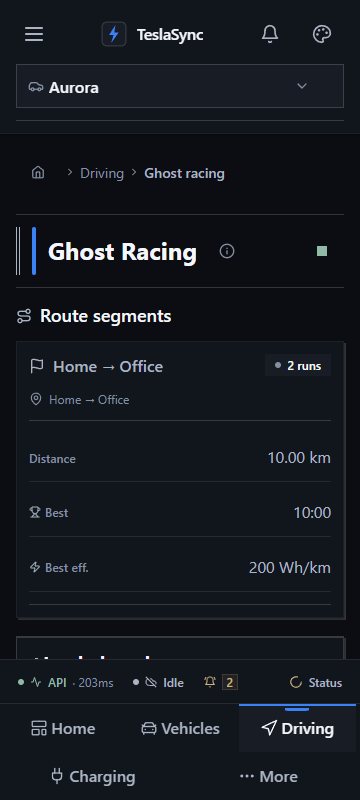 TeslaSync
Aurora
Driving
Ghost racing
Ghost Racing
Route segments
Home → Office
2 runs
Home → Office
Distance
10.00 km
Best
10:00
Best eff.
200 Wh/km
API · 203ms
Idle
2
Status
Home
Vehicles
Driving
Charging
More